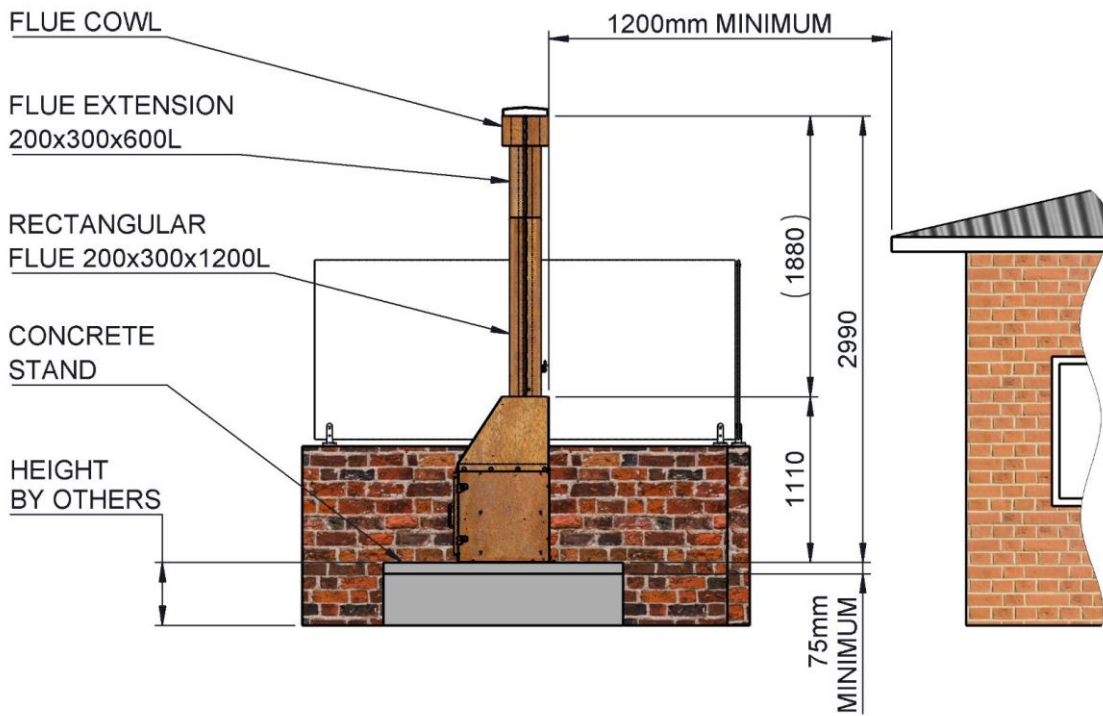 FLUE COWL
FLUE EXTENSION
200x300x600L
RECTANGULAR
FLUE 200x300x1200L
CONCRETE
STAND
HEIGHT
BY OTHERS
1200mm MINIMUM
(1880)
2990
1110
75mm
MINIMUM